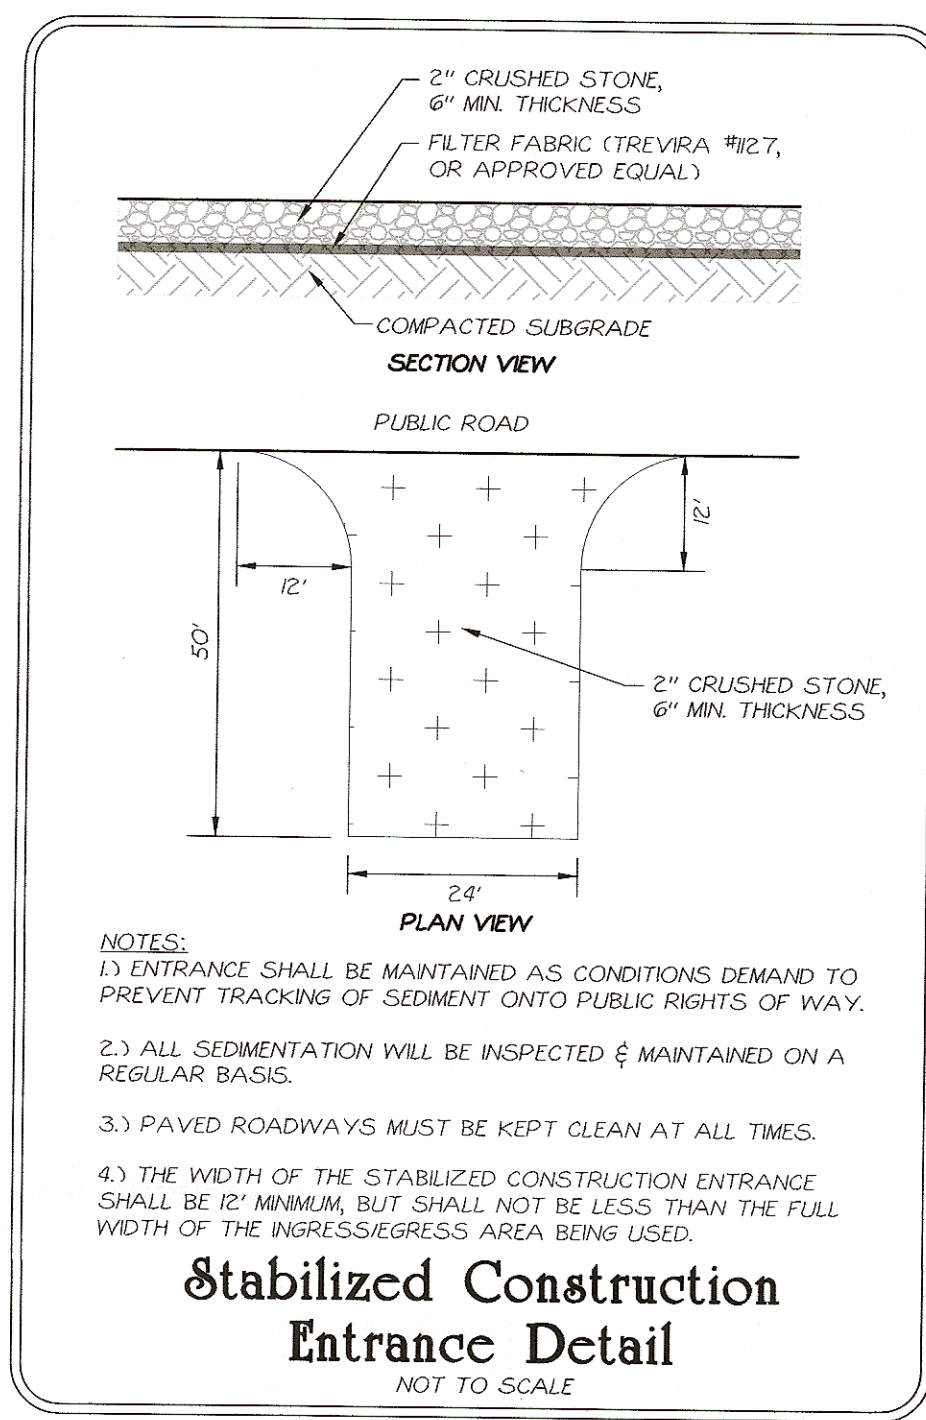 2" CRUSHED STONE,
6" MIN. THICKNESS
FILTER FABRIC (TREVIRA #1127,
OR APPROVED EQUAL)
COMPACTED SUBGRADE
SECTION VIEW
PUBLIC ROAD
12'
12'
50'
2" CRUSHED STONE,
6" MIN. THICKNESS
24'
PLAN VIEW
NOTES:
1.) ENTRANCE SHALL BE MAINTAINED AS CONDITIONS DEMAND TO
PREVENT TRACKING OF SEDIMENT ONTO PUBLIC RIGHTS OF WAY.
2.) ALL SEDIMENTATION WILL BE INSPECTED & MAINTAINED ON A
REGULAR BASIS.
3.) PAVED ROADWAYS MUST BE KEPT CLEAN AT ALL TIMES.
4.) THE WIDTH OF THE STABILIZED CONSTRUCTION ENTRANCE
SHALL BE 12' MINIMUM, BUT SHALL NOT BE LESS THAN THE FULL
WIDTH OF THE INGRESS/EGRESS AREA BEING USED.
Stabilized Construction
Entrance Detail
NOT TO SCALE